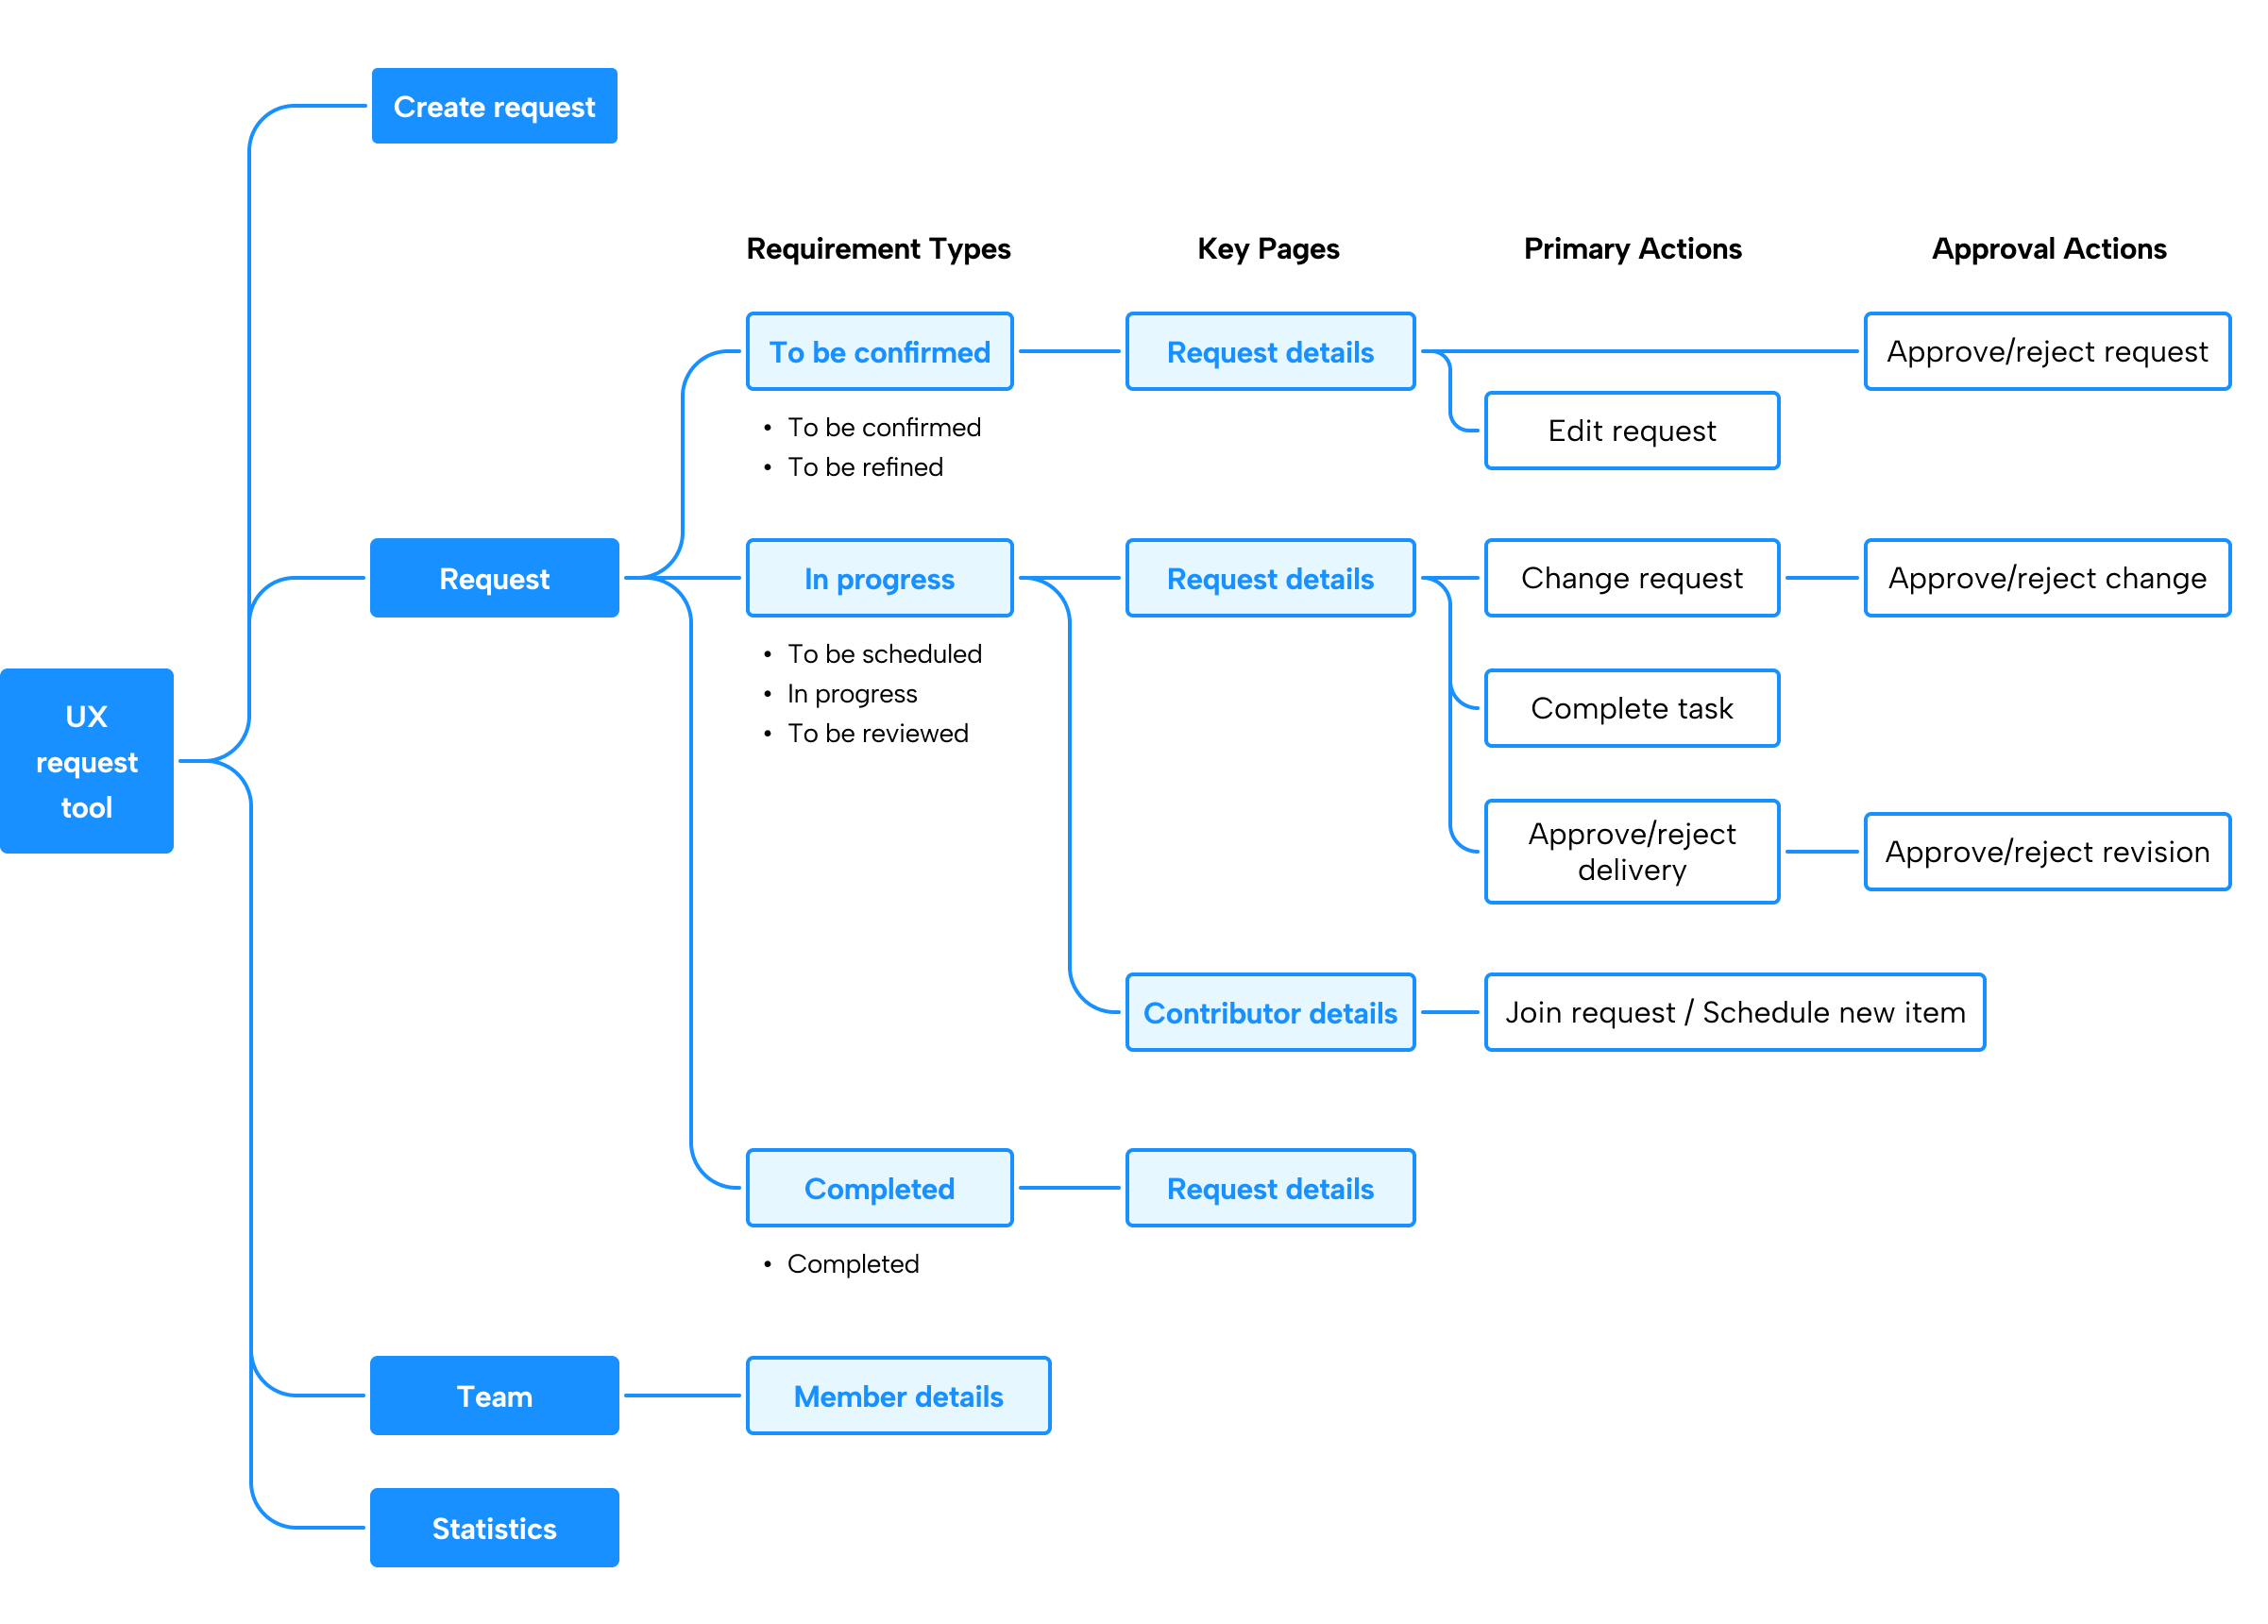 Create request
Requirement Types
Key Pages
Primary Actions
Approval Actions
To be confirmed
Request details
Approve/reject request
Edit request
• To be confirmed
• To be refined
Request
In progress
Request details
Change request
Approve/reject change
• To be scheduled
• In progress
• To be reviewed
Complete task
UX
request
tool
Approve/reject
delivery
Approve/reject revision
Contributor details
Join request / Schedule new item
Completed
Request details
• Completed
Team
Member details
Statistics